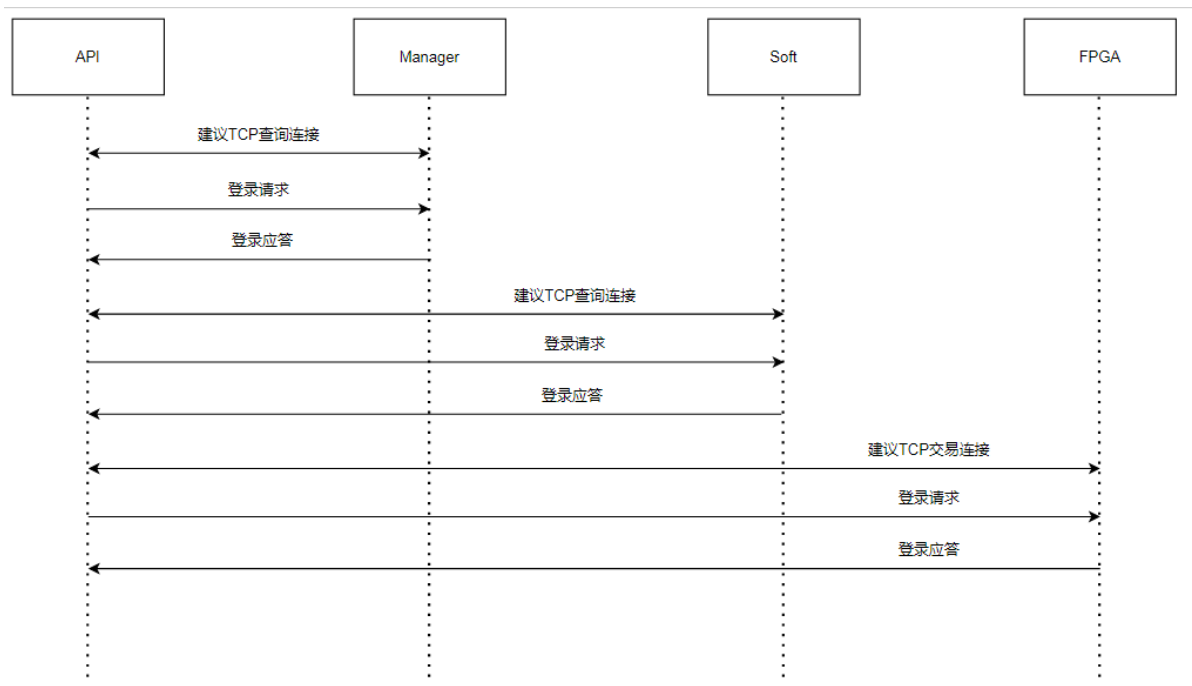 API
Manager
Soft
FPGA
建议TCP查询连接
登录请求
登录应答
建议TCP查询连接
登录请求
登录应答
建议TCP交易连接
登录请求
登录应答